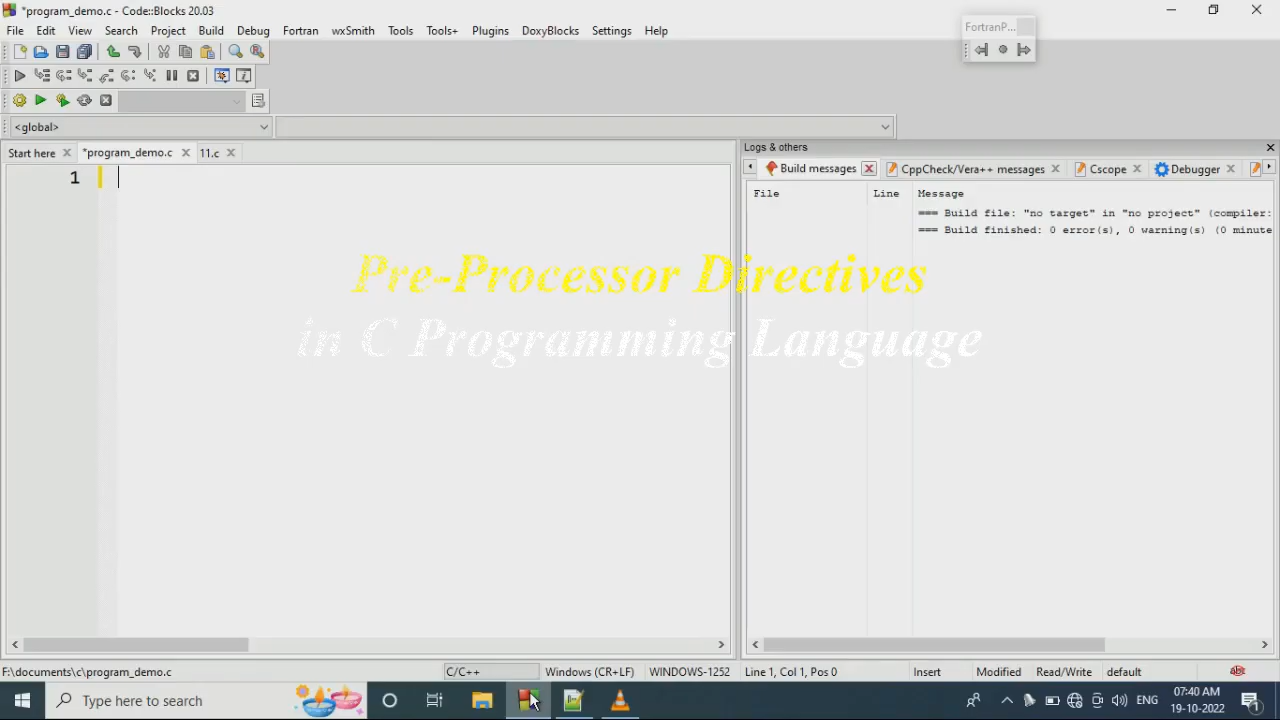 *program_demo.c - Code::Blocks 20.03
File Edit View Search Project Build Debug Fortran wxSmith Tools Tools+ Plugins DoxyBlocks Settings Help
FortranP...
<global>
Start here *program_demo.c 11.c
Logs & others
Build messages CppCheck/Vera++ messages Cscope Debugger
File Line Message
=== Build file: "no target" in "no project" (compiler:
=== Build finished: 0 error(s), 0 warning(s) (0 minute
1
Pre-Processor Directives
in C Programming Language
F:\documents\c\program_demo.c C/C++ Windows (CR+LF) WINDOWS-1252 Line 1, Col 1, Pos 0 Insert Modified Read/Write default
Type here to search
ENG
07:40 AM
19-10-2022
1